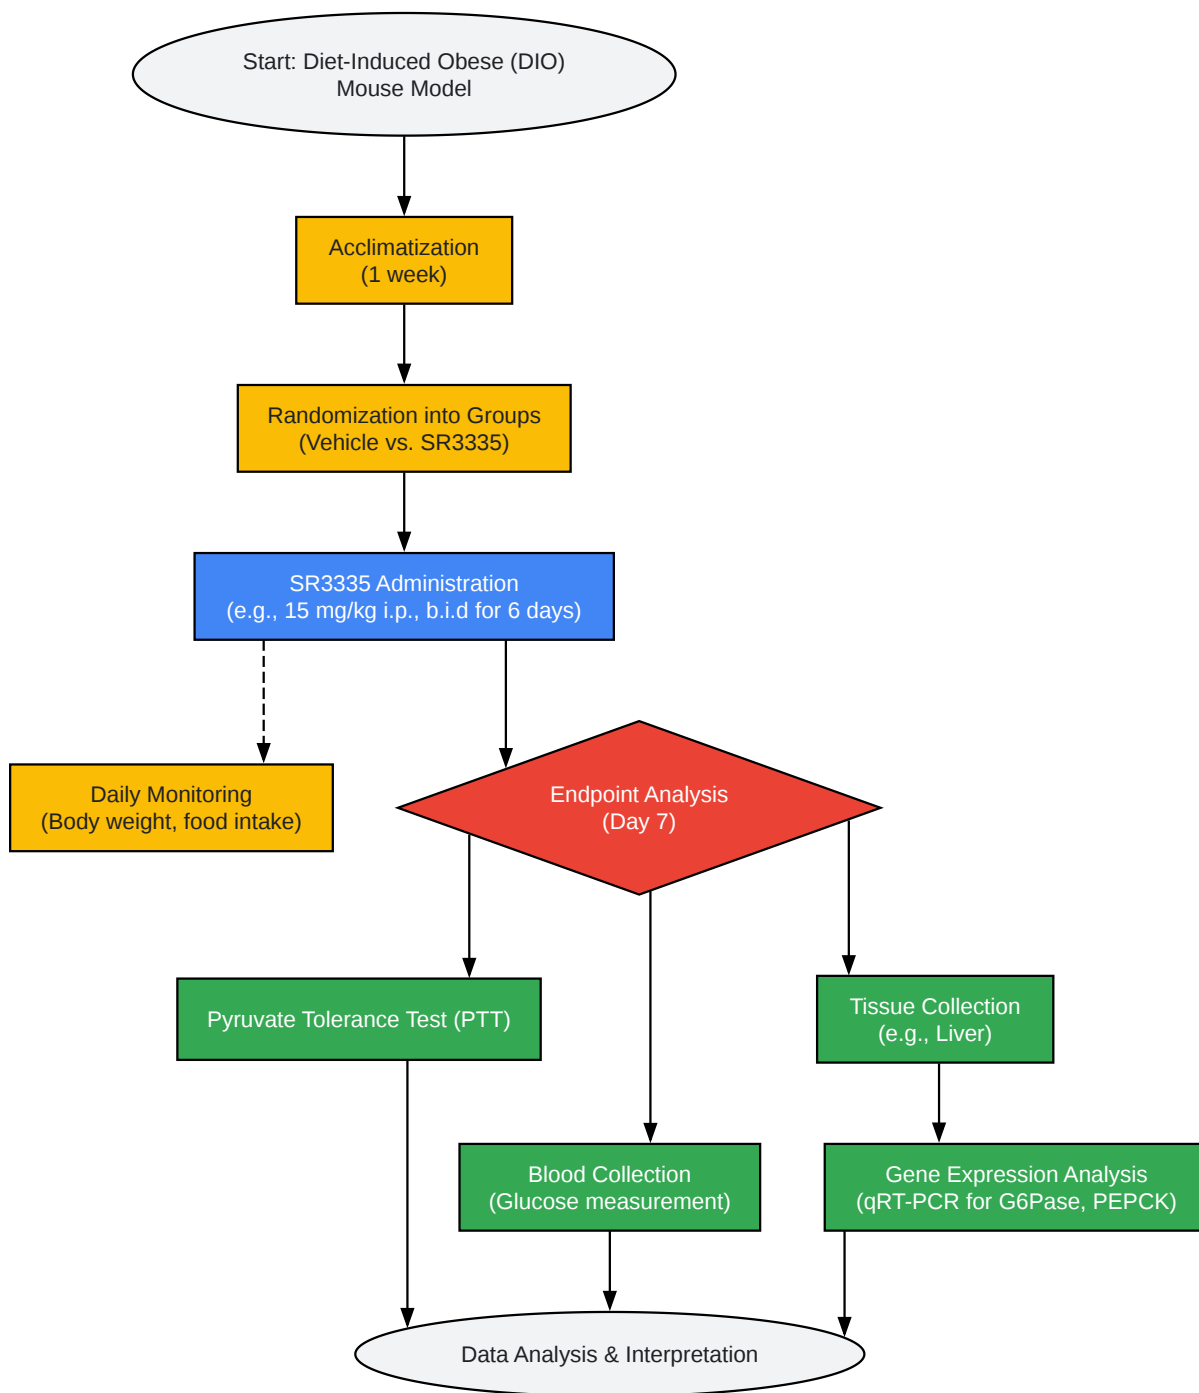 Start: Diet-Induced Obese (DIO)
Mouse Model
Acclimatization
(1 week)
Randomization into Groups
(Vehicle vs. SR3335)
SR3335 Administration
(e.g., 15 mg/kg i.p., b.i.d for 6 days)
Daily Monitoring
(Body weight, food intake)
Endpoint Analysis
(Day 7)
Pyruvate Tolerance Test (PTT)
Tissue Collection
(e.g., Liver)
Blood Collection
(Glucose measurement)
Gene Expression Analysis
(qRT-PCR for G6Pase, PEPCK)
Data Analysis & Interpretation